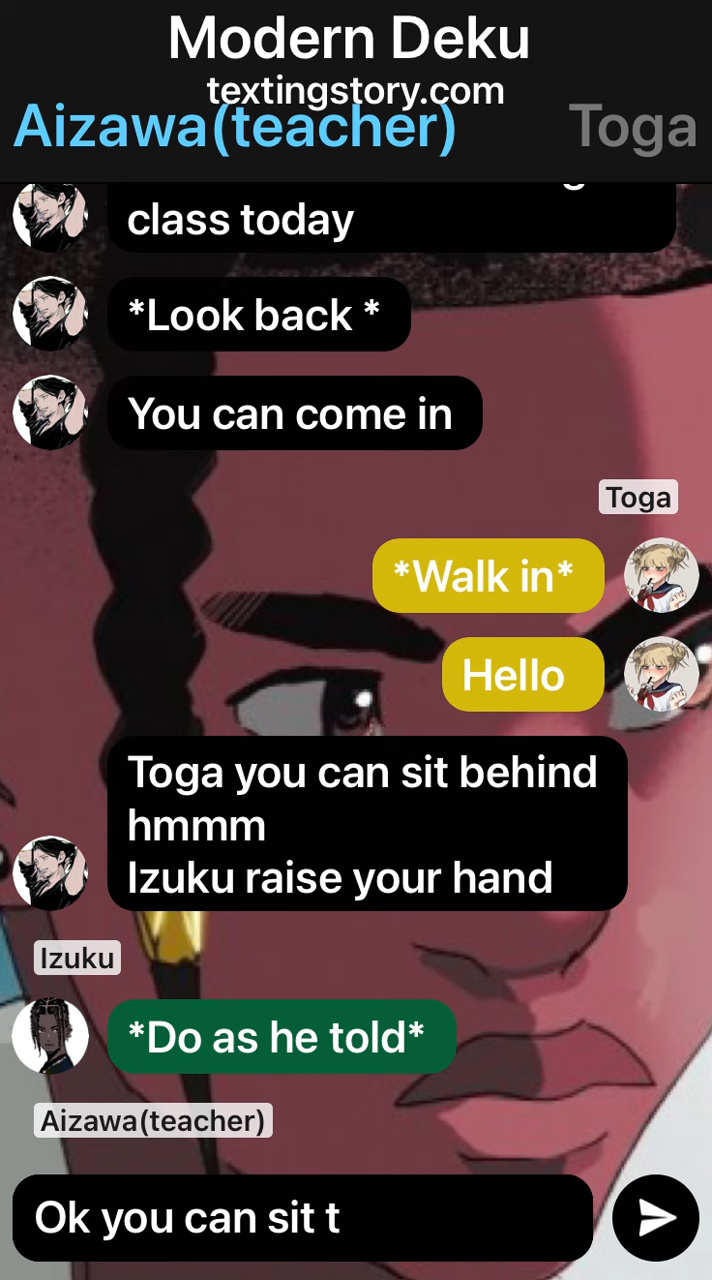 Modern Deku
textingstory.com
Aizawa(teacher)
Toga
class today
*Look back *
You can come in
Toga
*Walk in*
Hello
Toga you can sit behind
hmmm
Izuku raise your hand
Izuku
*Do as he told*
Aizawa(teacher)
Ok you can sit t